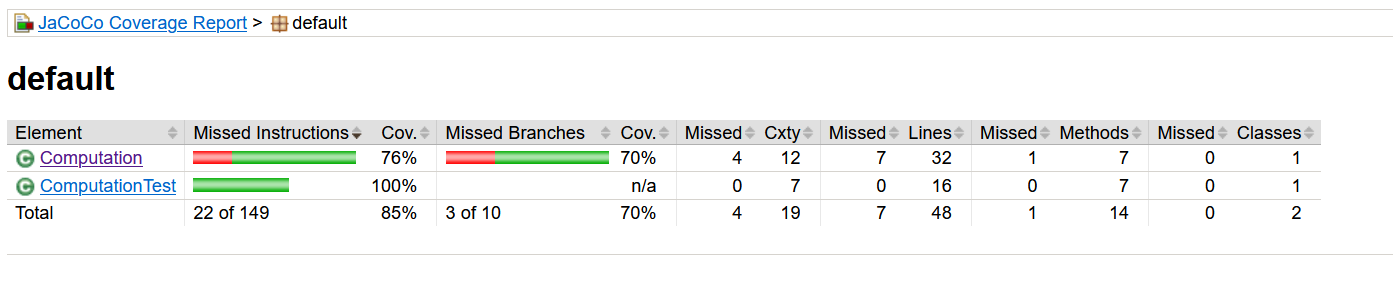 JaCoCo Coverage Report > default
default
Element Missed Instructions Cov. Missed Branches Cov. Missed Cxty Missed Lines Missed Methods Missed Classes
Computation 76% 70% 4 12 7 32 1 7 0 1
ComputationTest 100% n/a 0 7 0 16 0 7 0 1
Total 22 of 149 85% 3 of 10 70% 4 19 7 48 1 14 0 2